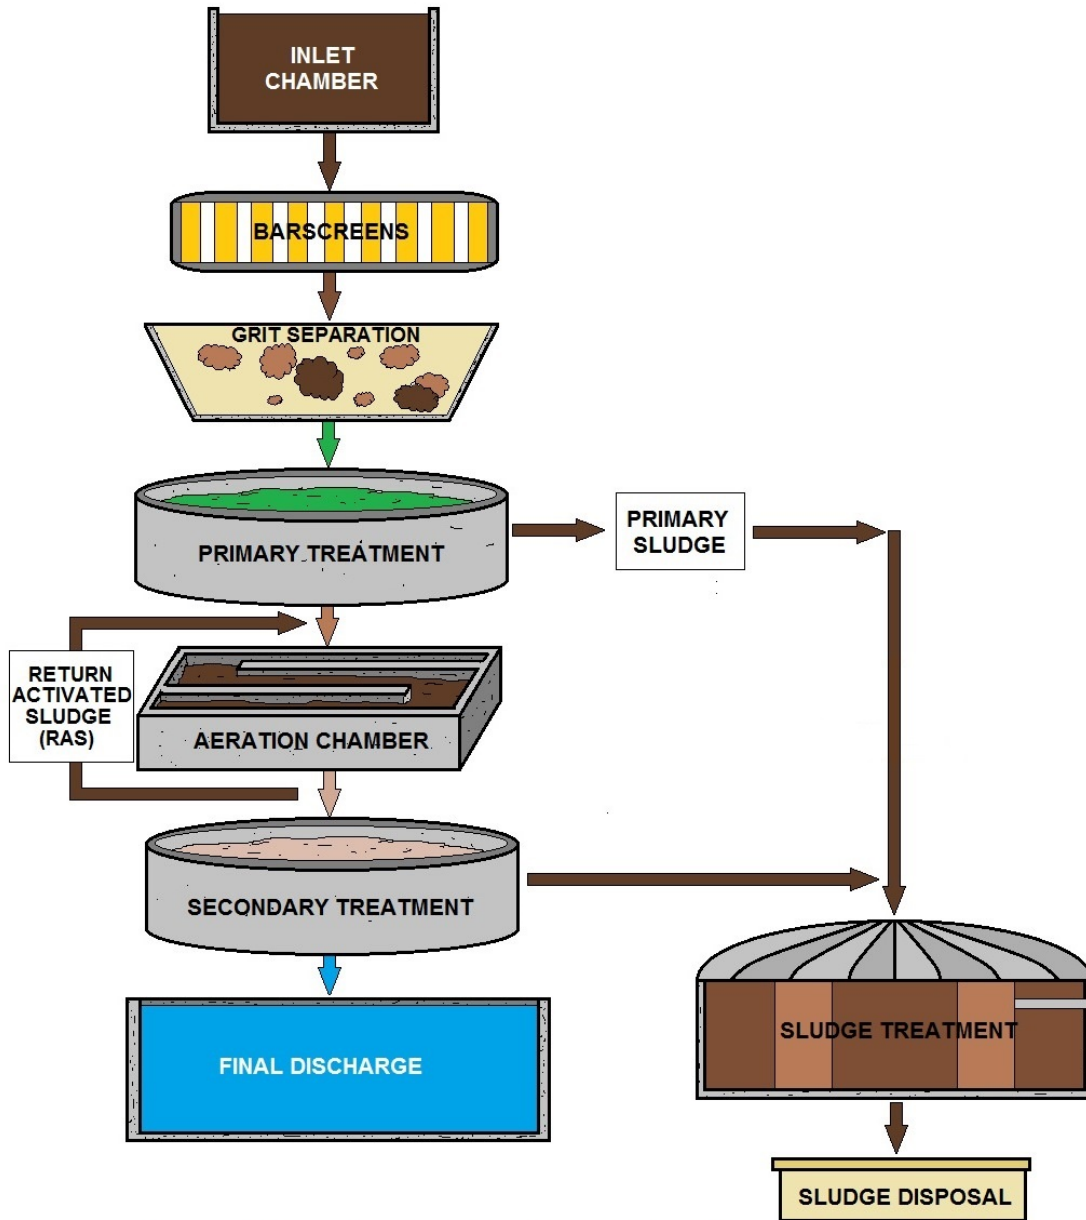 INLET
CHAMBER
BARSCREENS
GRIT SEPARATION
PRIMARY TREATMENT
PRIMARY
SLUDGE
RETURN
ACTIVATED
SLUDGE
(RAS)
AERATION CHAMBER
SECONDARY TREATMENT
FINAL DISCHARGE
SLUDGE TREATMENT
SLUDGE DISPOSAL